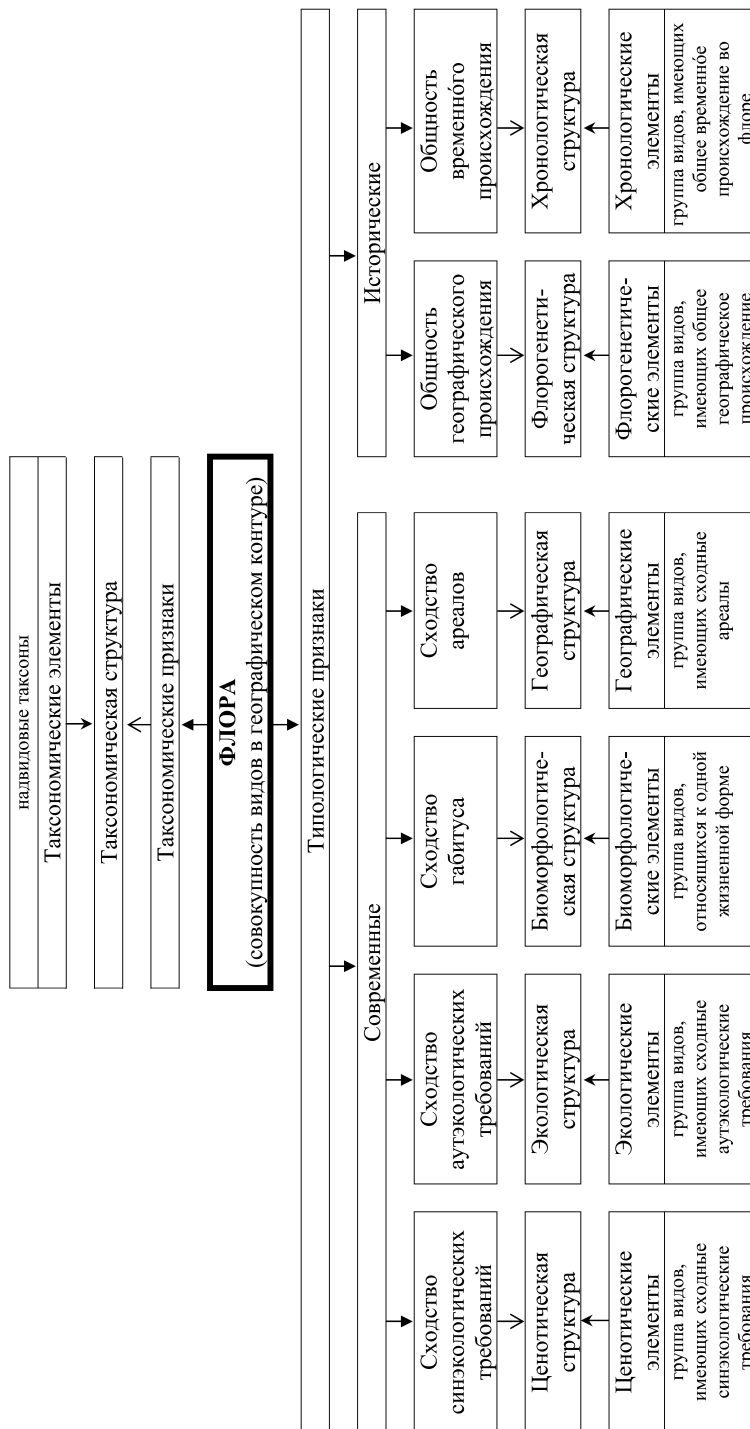 надвидовые таксоны
Таксономические элементы
Таксономическая структура
Таксономические признаки
ФЛОРА
(совокупность видов в географическом контуре)
Типологические признаки
Современные
Исторические
Сходство
синэкологических
требований
Сходство
аутэкологических
требований
Сходство
габитуса
Сходство
ареалов
Общность
географического
происхождения
Общность
временно́го
происхождения
Ценотическая
структура
Экологическая
структура
Биоморфологиче-
ская структура
Географическая
структура
Флорогенети-
ческая структура
Хронологическая
структура
Ценотические
элементы
группа видов,
имеющих сходные
синэкологические
требования
Экологические
элементы
группа видов,
имеющих сходные
аутэкологические
требования
Биоморфологиче-
ские элементы
группа видов,
относящихся к одной
жизненной форме
Географические
элементы
группа видов,
имеющих сходные
ареалы
Флорогенетиче-
ские элементы
группа видов,
имеющих общее
географическое
происхождение
Хронологические
элементы
группа видов, имеющих
общее временно́е
происхождение во
флоре